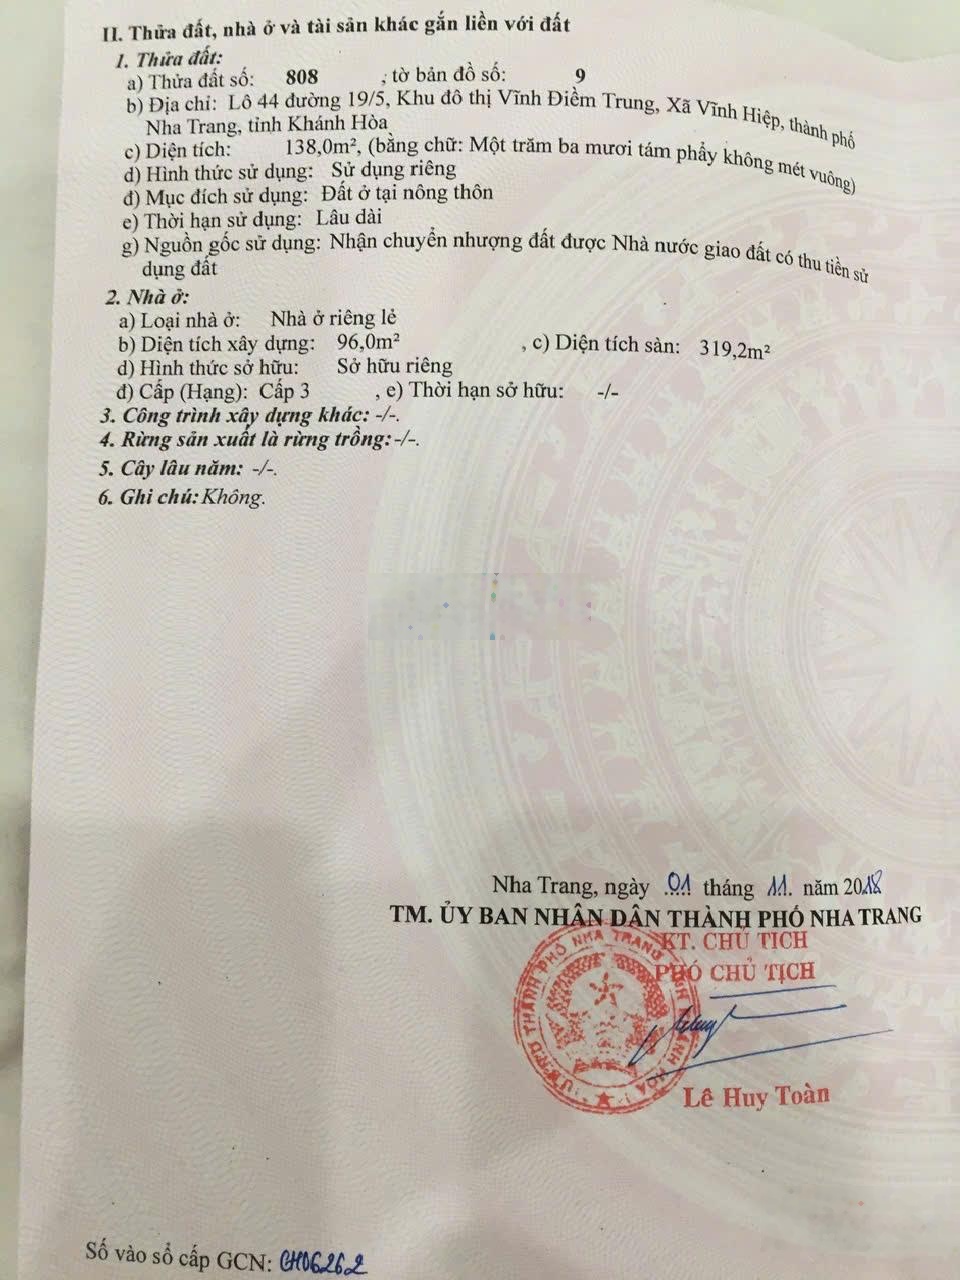 II. Thửa đất, nhà ở và tài sản khác gắn liền với đất
1. Thửa đất:
a) Thửa đất số: 808 , tờ bản đồ số: 9
b) Địa chỉ: Lô 44 đường 19/5, Khu đô thị Vĩnh Điềm Trung, Xã Vĩnh Hiệp, thành phố
Nha Trang, tỉnh Khánh Hòa
c) Diện tích: 138,0m², (bằng chữ: Một trăm ba mươi tám phẩy không mét vuông)
d) Hình thức sử dụng: Sử dụng riêng
đ) Mục đích sử dụng: Đất ở tại nông thôn
e) Thời hạn sử dụng: Lâu dài
g) Nguồn gốc sử dụng: Nhận chuyển nhượng đất được Nhà nước giao đất có thu tiền sử
dụng đất
2. Nhà ở:
a) Loại nhà ở: Nhà ở riêng lẻ
b) Diện tích xây dựng: 96,0m² , c) Diện tích sàn: 319,2m²
d) Hình thức sở hữu: Sở hữu riêng
đ) Cấp (Hạng): Cấp 3 , e) Thời hạn sở hữu: -/-
3. Công trình xây dựng khác: -/-.
4. Rừng sản xuất là rừng trồng: -/-.
5. Cây lâu năm: -/-.
6. Ghi chú: Không.
Nha Trang, ngày 01 tháng 11 năm 2018
TM. ỦY BAN NHÂN DÂN THÀNH PHỐ NHA TRANG
KT. CHỦ TỊCH
PHÓ CHỦ TỊCH
Lê Huy Toàn
Số vào sổ cấp GCN: CH06262